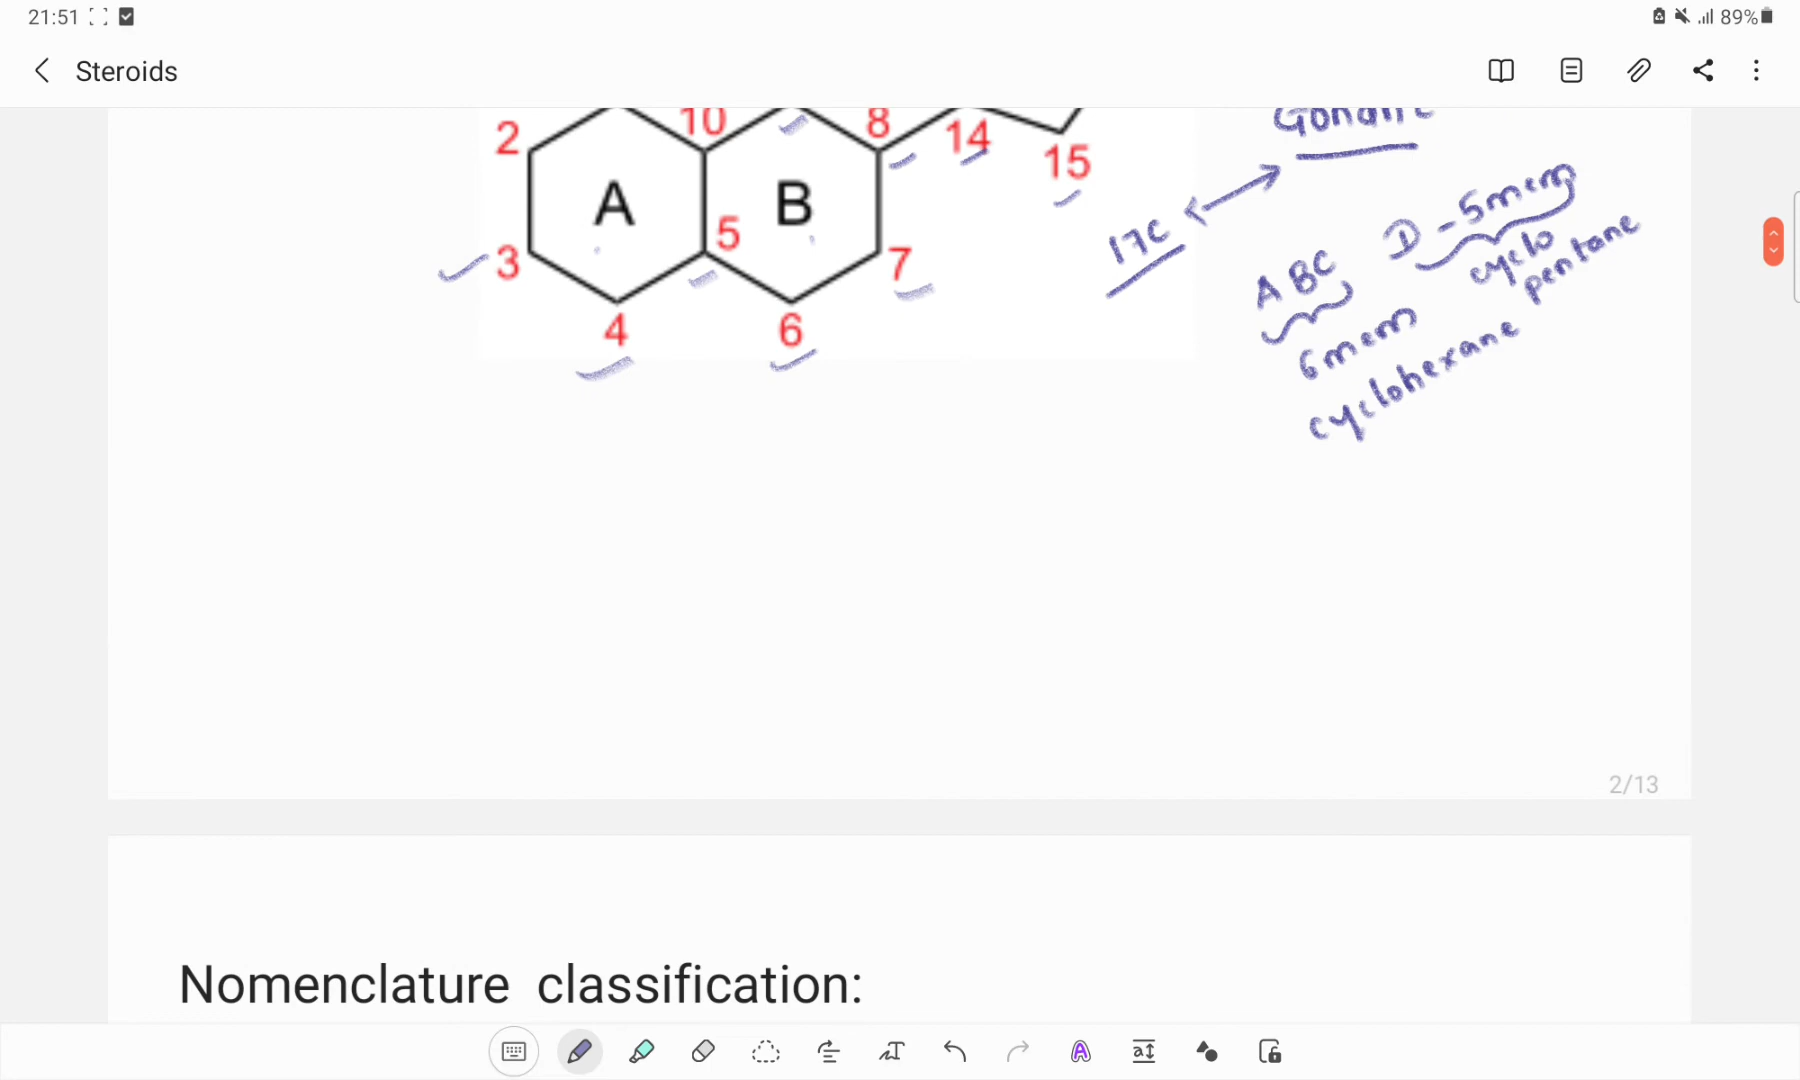 21:51
89%
Steroids
10
8
2
14
15
Gonane
A
B
5
3
7
4
6
17C
D - 5mem
cyclo
pentane
ABC
6mem
cyclohexane
2/13
Nomenclature classification: